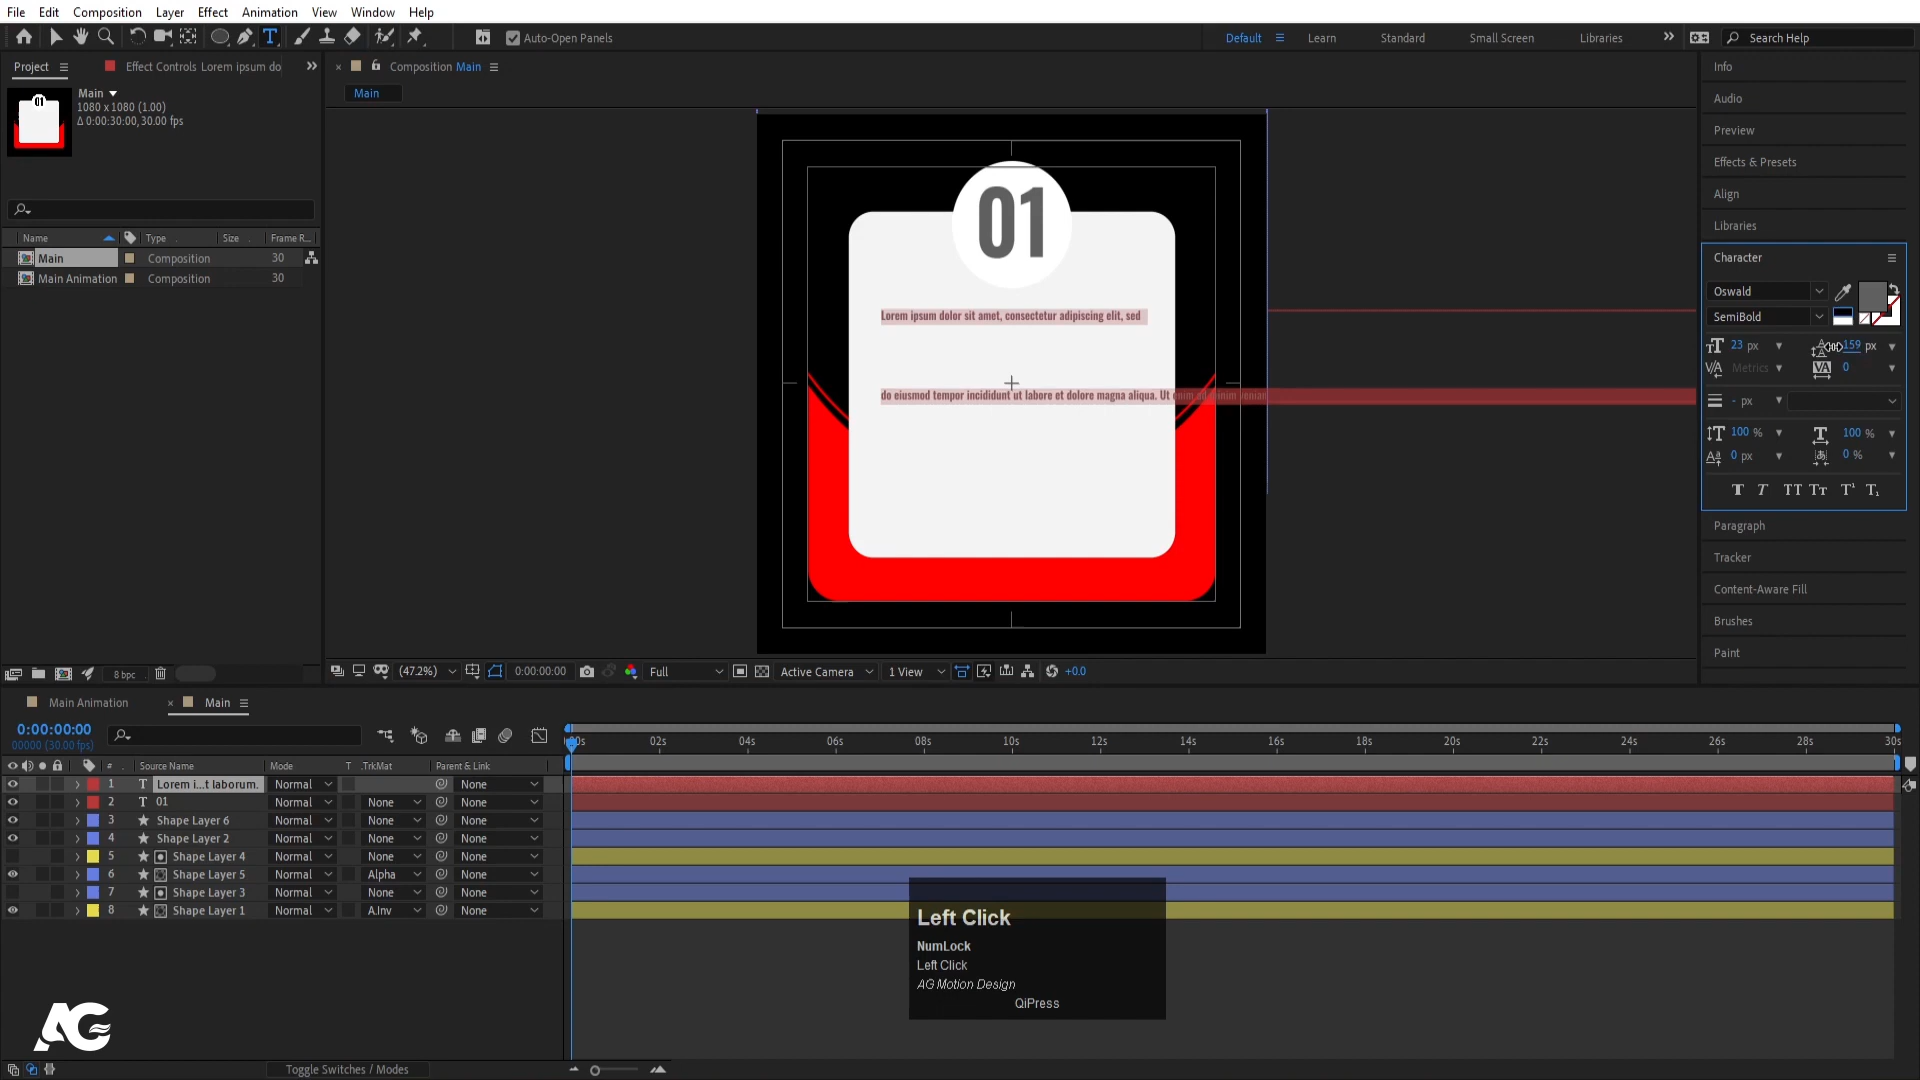 File Edit Composition Layer Effect Animation View Window Help
Auto-Open Panels Default Learn Standard Small Screen Libraries Search Help
Project Effect Controls Lorem ipsum do
Composition Main
Main
Main
1080 x 1080 (1.00)
Δ 0:00:30:00, 30.00 fps
01
Name Type Size Frame R...
Main Composition 30
Main Animation Composition 30
01
Lorem ipsum dolor sit amet, consectetur adipiscing elit, sed
do eiusmod tempor incididunt ut labore et dolore magna aliqua. Ut enim ad minim veniam
Info
Audio
Preview
Effects & Presets
Align
Libraries
Character
Oswald
SemiBold
23 px 159 px
Metrics 0
- px
100 % 100 %
0 px 0 %
Paragraph
Tracker
Content-Aware Fill
Brushes
Paint
8 bpc
(47.2%) 0:00:00:00 Full Active Camera 1 View +0.0
Main Animation Main
0:00:00:00
00000 (30.00 fps)
:00s 02s 04s 06s 08s 10s 12s 14s 16s 18s 20s 22s 24s 26s 28s 30s
# Source Name Mode T .TrkMat Parent & Link
1 T Lorem i...t laborum. Normal None
2 T 01 Normal None None
3 Shape Layer 6 Normal None None
4 Shape Layer 2 Normal None None
5 Shape Layer 4 Normal None None
6 Shape Layer 5 Normal Alpha None
7 Shape Layer 3 Normal None None
8 Shape Layer 1 Normal A.Inv None
Left Click
NumLock
Left Click
AG Motion Design
QiPress
AG
Toggle Switches / Modes